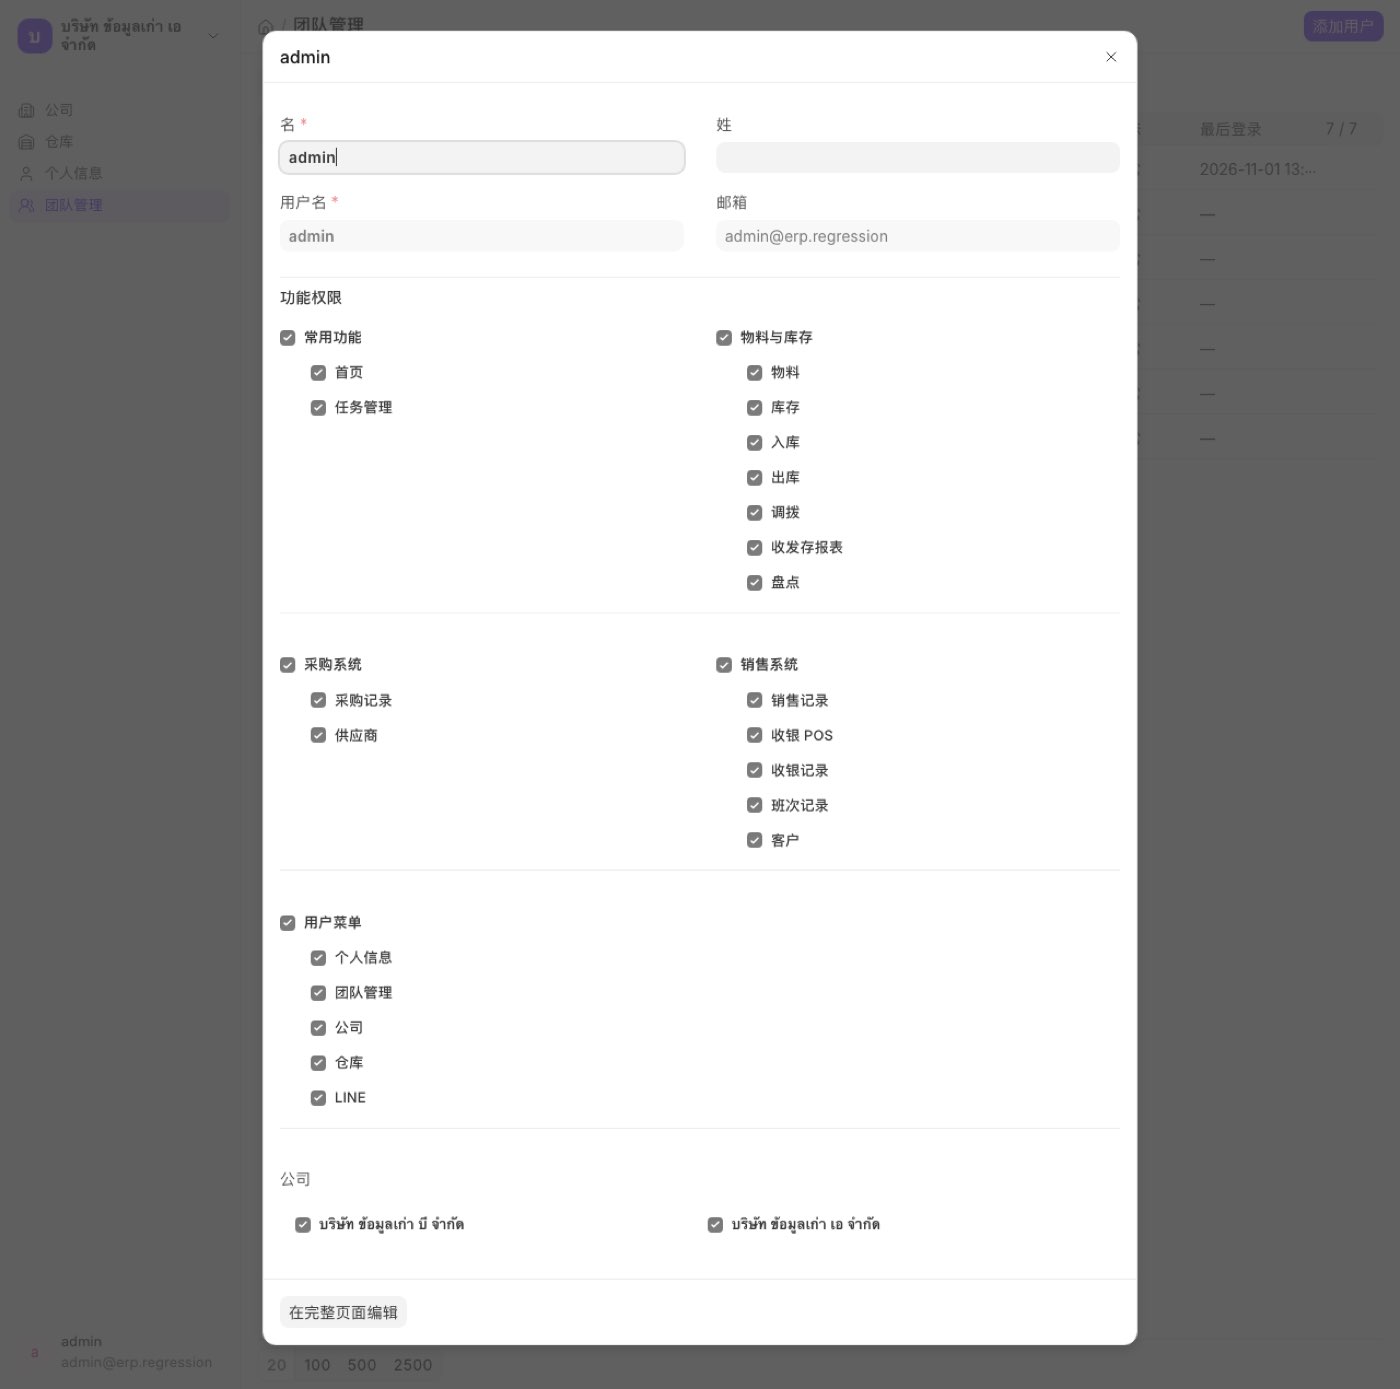 บ
บริษัท ข้อมูลเก่า เอ
จำกัด
公司
仓库
个人信息
团队管理
/ 团队管理
添加用户
最后登录
7 / 7
2026-11-01 13:...
—
—
—
—
—
—
admin
名 *
admin
姓
用户名 *
admin
邮箱
admin@erp.regression
功能权限
常用功能
首页
任务管理
物料与库存
物料
库存
入库
出库
调拨
收发存报表
盘点
采购系统
采购记录
供应商
销售系统
销售记录
收银 POS
收银记录
班次记录
客户
用户菜单
个人信息
团队管理
公司
仓库
LINE
公司
บริษัท ข้อมูลเก่า บี จำกัด
บริษัท ข้อมูลเก่า เอ จำกัด
在完整页面编辑
a
admin
admin@erp.regression
20 100 500 2500